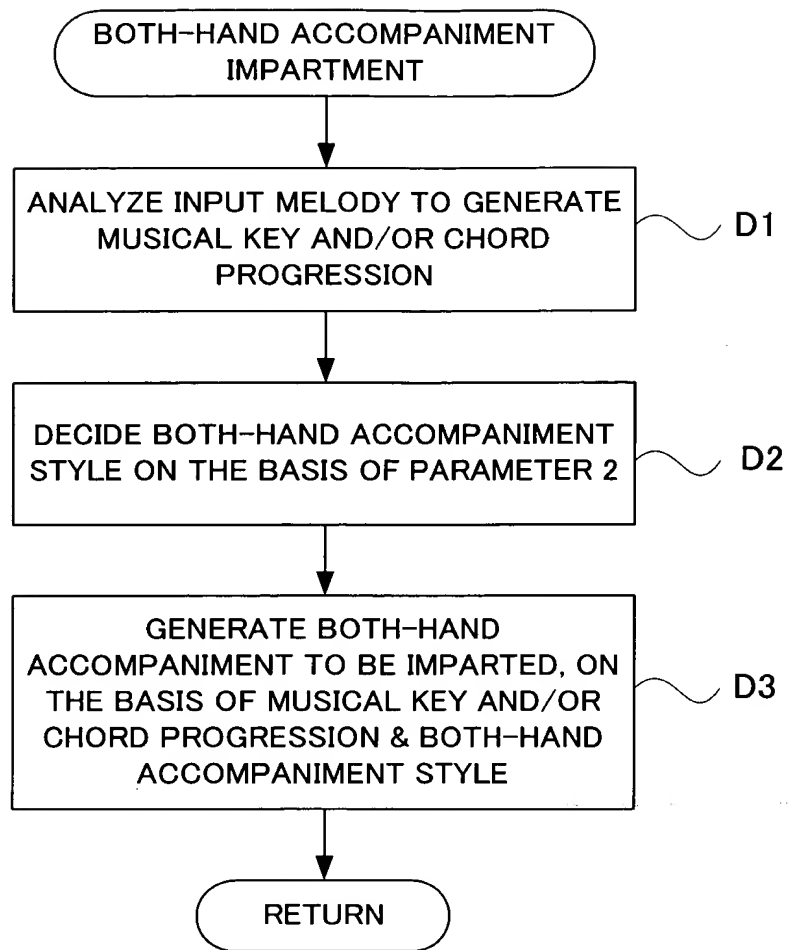 BOTH-HAND ACCOMPANIMENT
IMPARTMENT
ANALYZE INPUT MELODY TO GENERATE
MUSICAL KEY AND/OR CHORD
PROGRESSION
D1
DECIDE BOTH-HAND ACCOMPANIMENT
STYLE ON THE BASIS OF PARAMETER 2
D2
GENERATE BOTH-HAND
ACCOMPANIMENT TO BE IMPARTED, ON
THE BASIS OF MUSICAL KEY AND/OR
CHORD PROGRESSION & BOTH-HAND
ACCOMPANIMENT STYLE
D3
RETURN